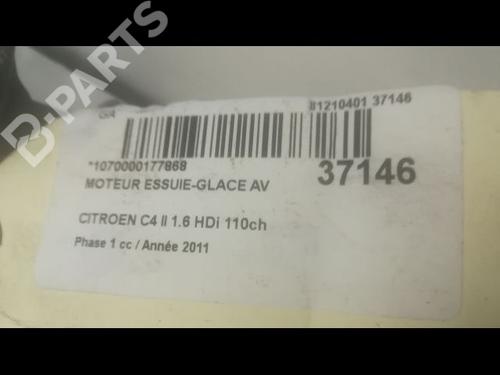 B-PARTS
81210401 37146
*1070000177868
37146
MOTEUR ESSUIE-GLACE AV
CITROEN C4 II 1.6 HDi 110ch
Phase 1 cc / Année 2011